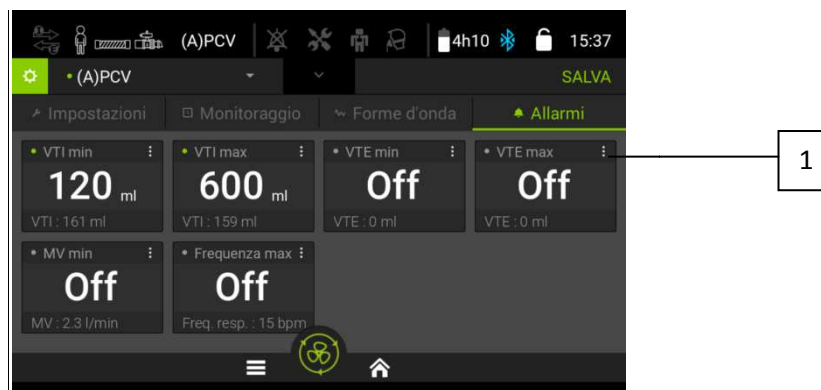 (A)PCV 4h10 15:37
(A)PCV SALVA
Impostazioni Monitoraggio Forme d'onda Allarmi
VTI min VTI max VTE min VTE max
120 ml 600 ml Off Off
VTI : 161 ml VTI : 159 ml VTE : 0 ml VTE : 0 ml
MV min Frequenza max
Off Off
MV : 2.3 l/min Freq. resp. : 15 bpm
1